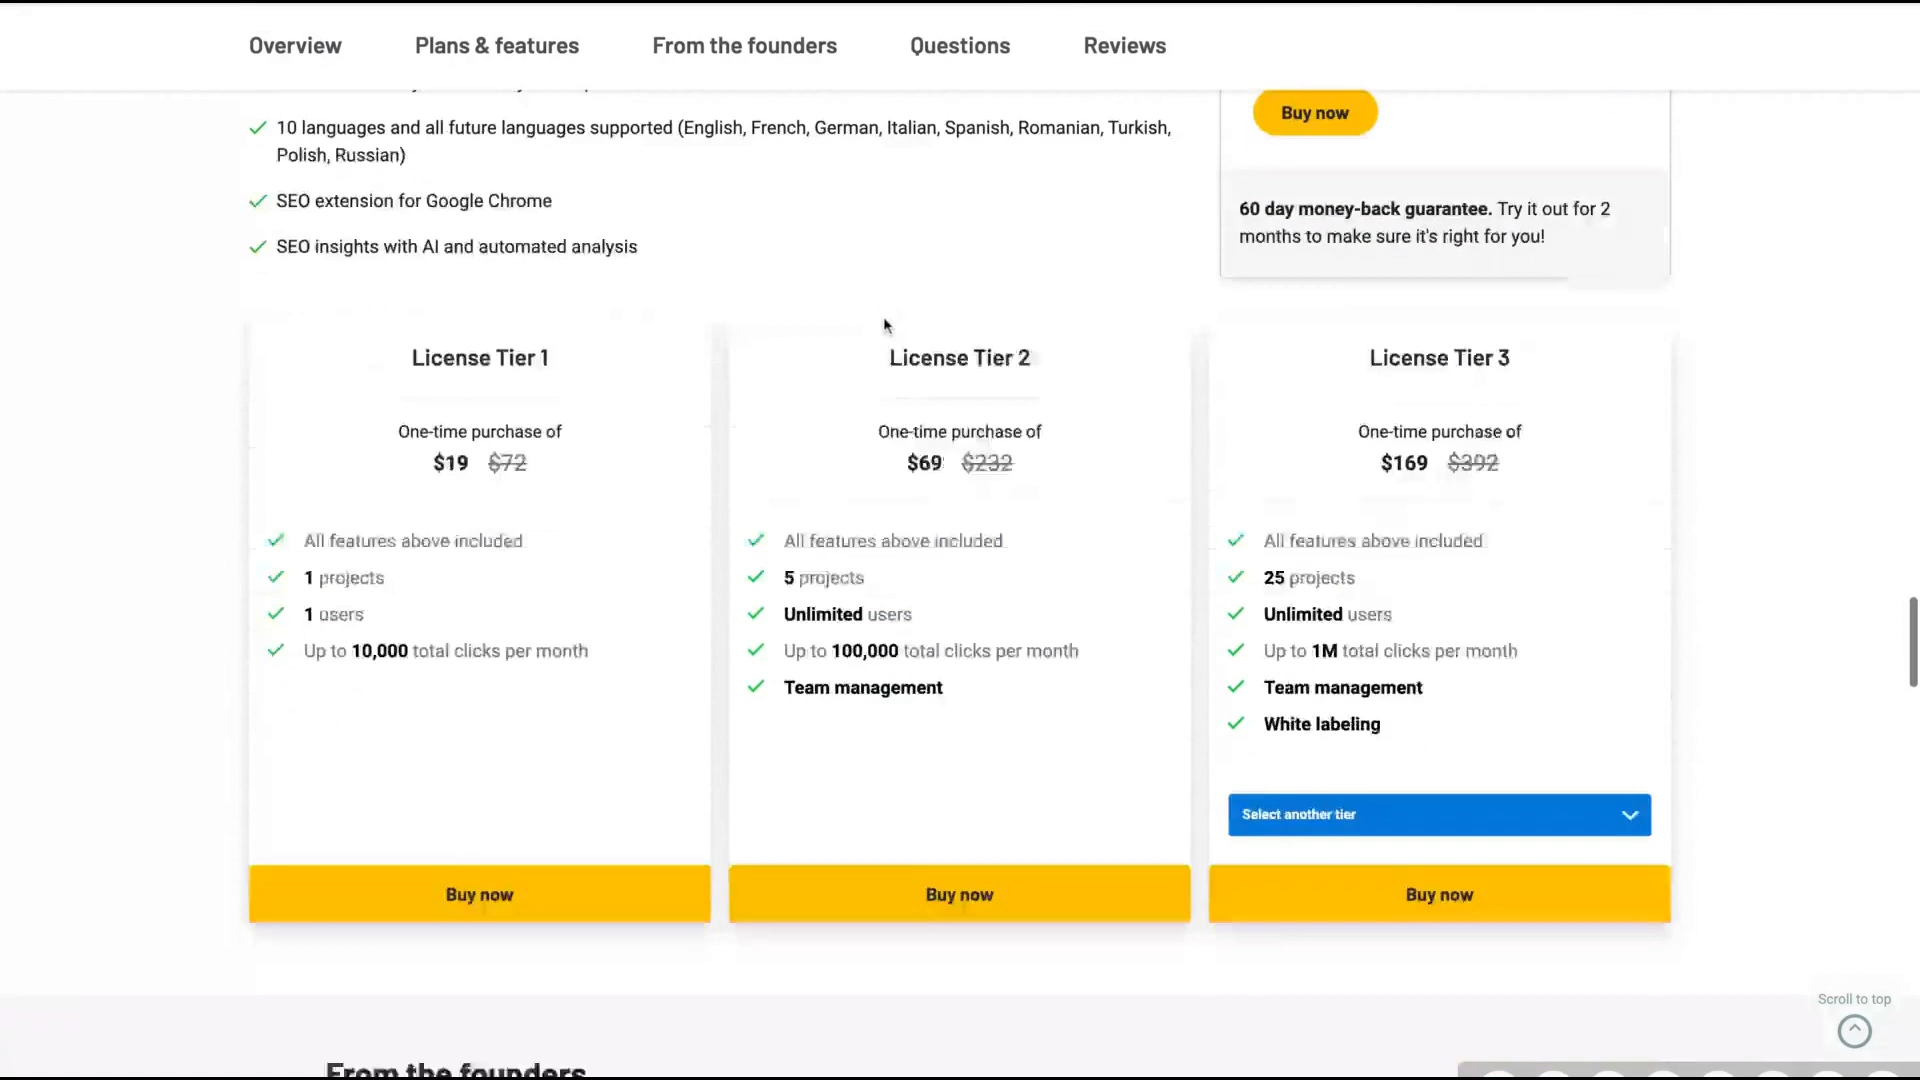 Overview Plans & features From the founders Questions Reviews
10 languages and all future languages supported (English, French, German, Italian, Spanish, Romanian, Turkish,
Polish, Russian)
SEO extension for Google Chrome
SEO insights with AI and automated analysis
Buy now
60 day money-back guarantee. Try it out for 2
months to make sure it's right for you!
License Tier 1
One-time purchase of
$19 $72
All features above included
1 projects
1 users
Up to 10,000 total clicks per month
Buy now
License Tier 2
One-time purchase of
$69 $232
All features above included
5 projects
Unlimited users
Up to 100,000 total clicks per month
Team management
Buy now
License Tier 3
One-time purchase of
$169 $392
All features above included
25 projects
Unlimited users
Up to 1M total clicks per month
Team management
White labeling
Select another tier
Buy now
Scroll to top
From the founders